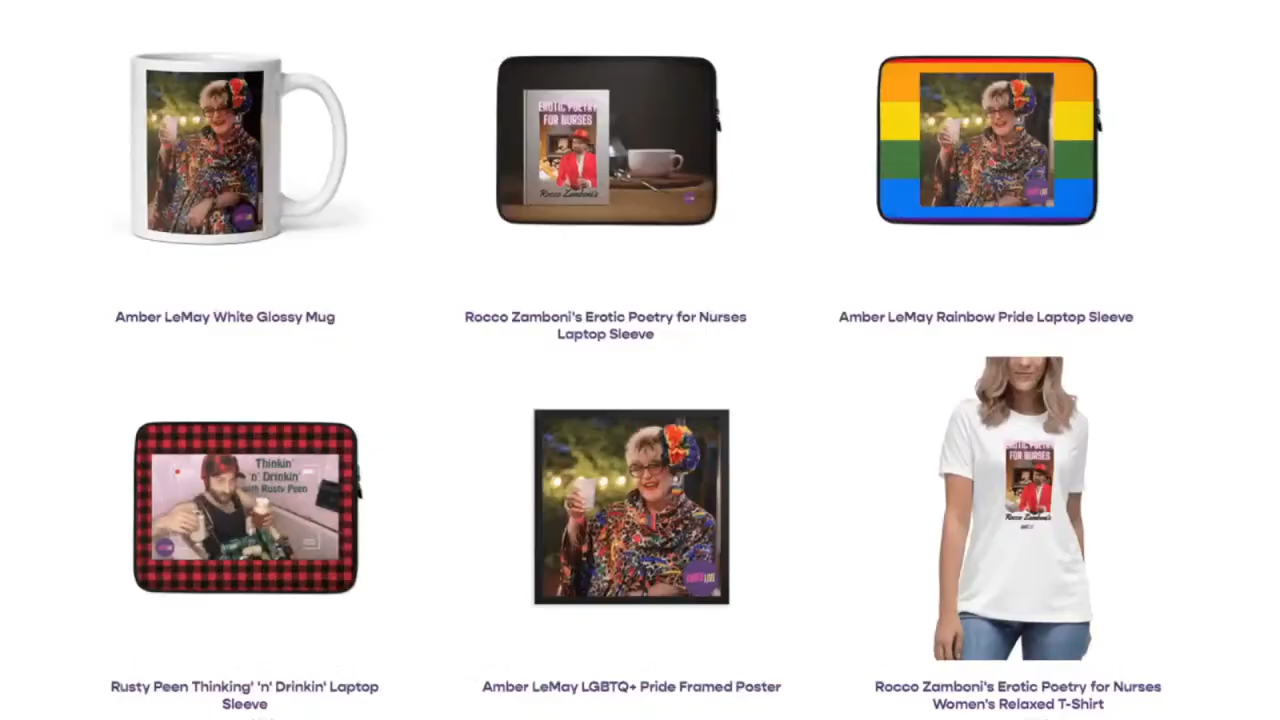 EROTIC POETRY
FOR NURSES
Rocco Zamboni's
Amber LeMay White Glossy Mug
Rocco Zamboni's Erotic Poetry for Nurses
Laptop Sleeve
Amber LeMay Rainbow Pride Laptop Sleeve
Thinkin'
'n' Drinkin'
with Rusty Peen
EROTIC POETRY
FOR NURSES
Rocco Zamboni's
Rusty Peen Thinking' 'n' Drinkin' Laptop
Sleeve
Amber LeMay LGBTQ+ Pride Framed Poster
Rocco Zamboni's Erotic Poetry for Nurses
Women's Relaxed T-Shirt